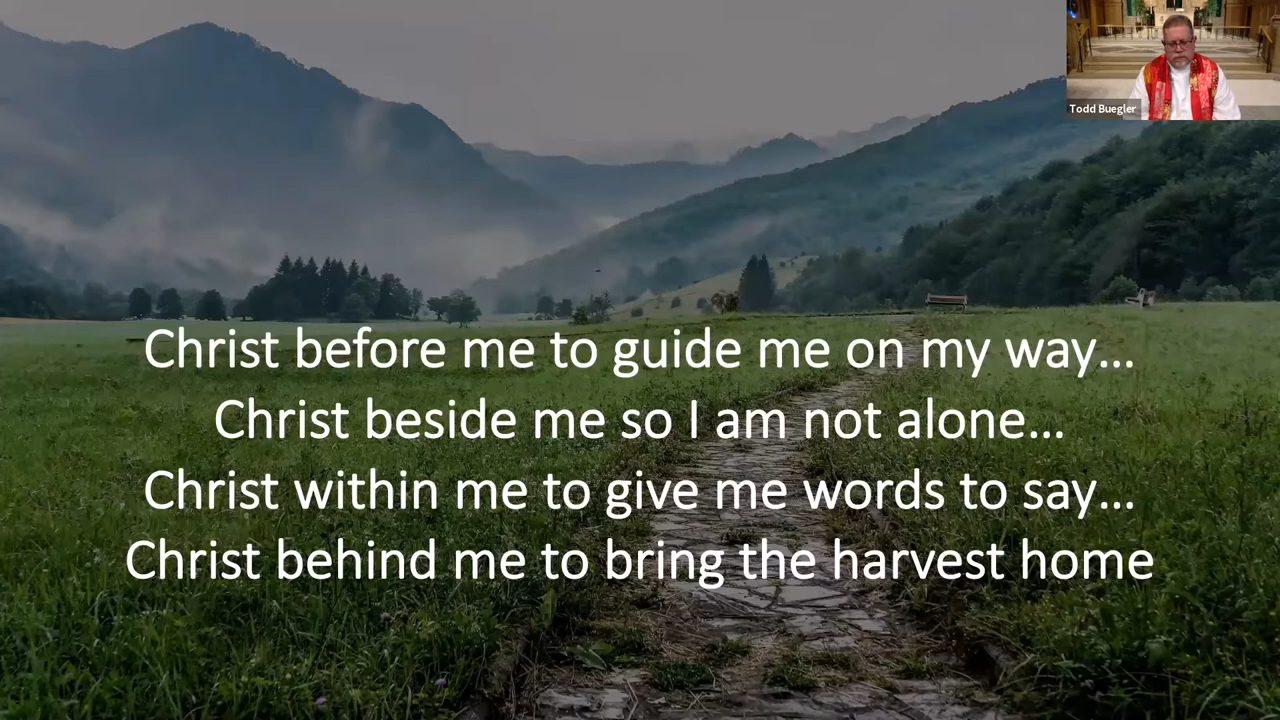 Todd Buegler
Christ before me to guide me on my way...
Christ beside me so I am not alone...
Christ within me to give me words to say...
Christ behind me to bring the harvest home